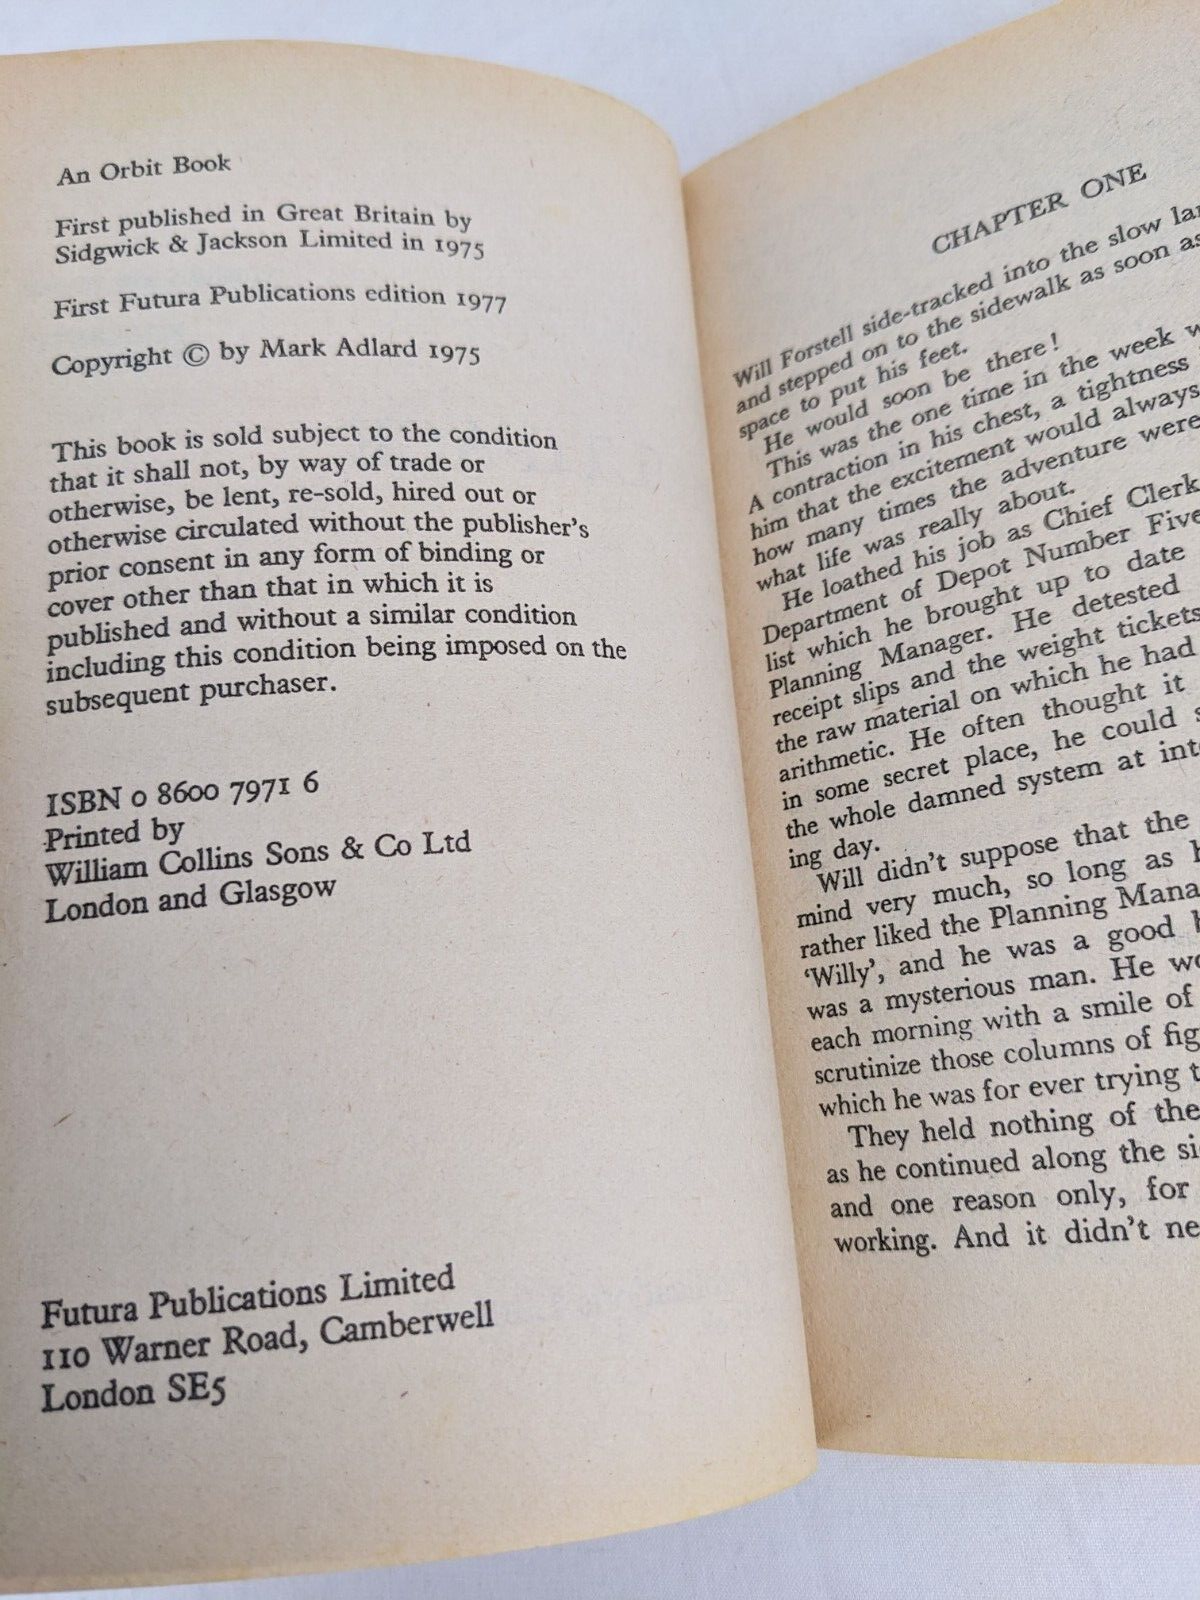 An Orbit Book
First published in Great Britain by
Sidgwick & Jackson Limited in 1975
First Futura Publications edition 1977
Copyright © by Mark Adlard 1975
This book is sold subject to the condition
that it shall not, by way of trade or
otherwise, be lent, re-sold, hired out or
otherwise circulated without the publisher's
prior consent in any form of binding or
cover other than that in which it is
published and without a similar condition
including this condition being imposed on the
subsequent purchaser.
ISBN 0 8600 7971 6
Printed by
William Collins Sons & Co Ltd
London and Glasgow
Futura Publications Limited
110 Warner Road, Camberwell
London SE5
CHAPTER ONE
Will Forstell side-tracked into the slow
and stepped on to the sidewalk as soon as
space to put his feet.
He would soon be there!
This was the one time in the week
A contraction in his chest, a tightness
him that the excitement would always
how many times the adventure were
what life was really about.
He loathed his job as Chief Clerk
Department of Depot Number Five
list which he brought up to date
Planning Manager. He detested
receipt slips and the weight tickets
the raw material on which he had
arithmetic. He often thought it
in some secret place, he could
the whole damned system at
ing day.
Will didn't suppose that the
mind very much, so long as
rather liked the Planning
'Willy', and he was a good
was a mysterious man. He
each morning with a smile of
scrutinize those columns of
which he was for ever trying
They held nothing of the
as he continued along the
and one reason only, for
working. And it didn't